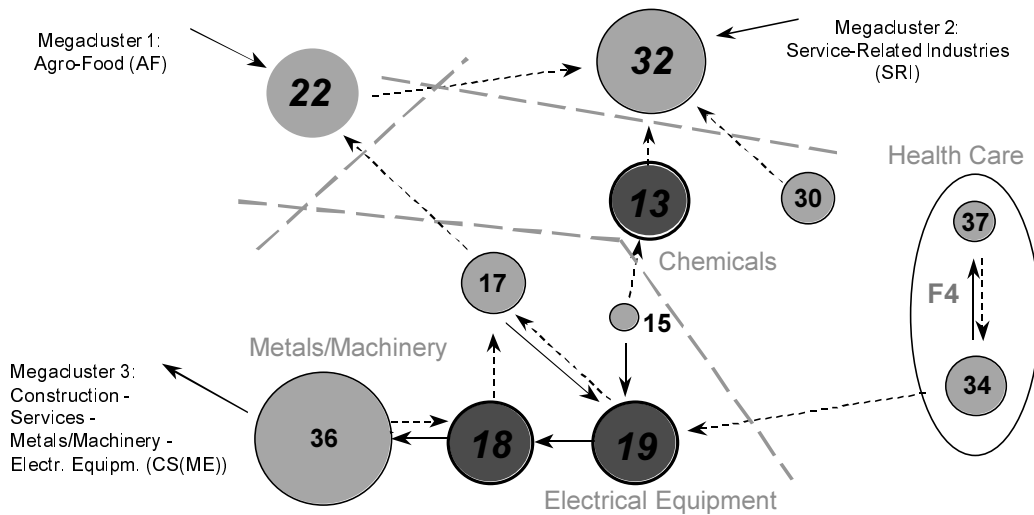 Megacluster 1:
Agro-Food (AF)
22
32
Megacluster 2:
Service-Related Industries
(SRI)
Health Care
13
30
37
Chemicals
17
15
F4
Metals/Machinery
34
Megacluster 3:
Construction -
Services -
Metals/Machinery -
Electr. Equipm. (CS(ME))
36
18
19
Electrical Equipment